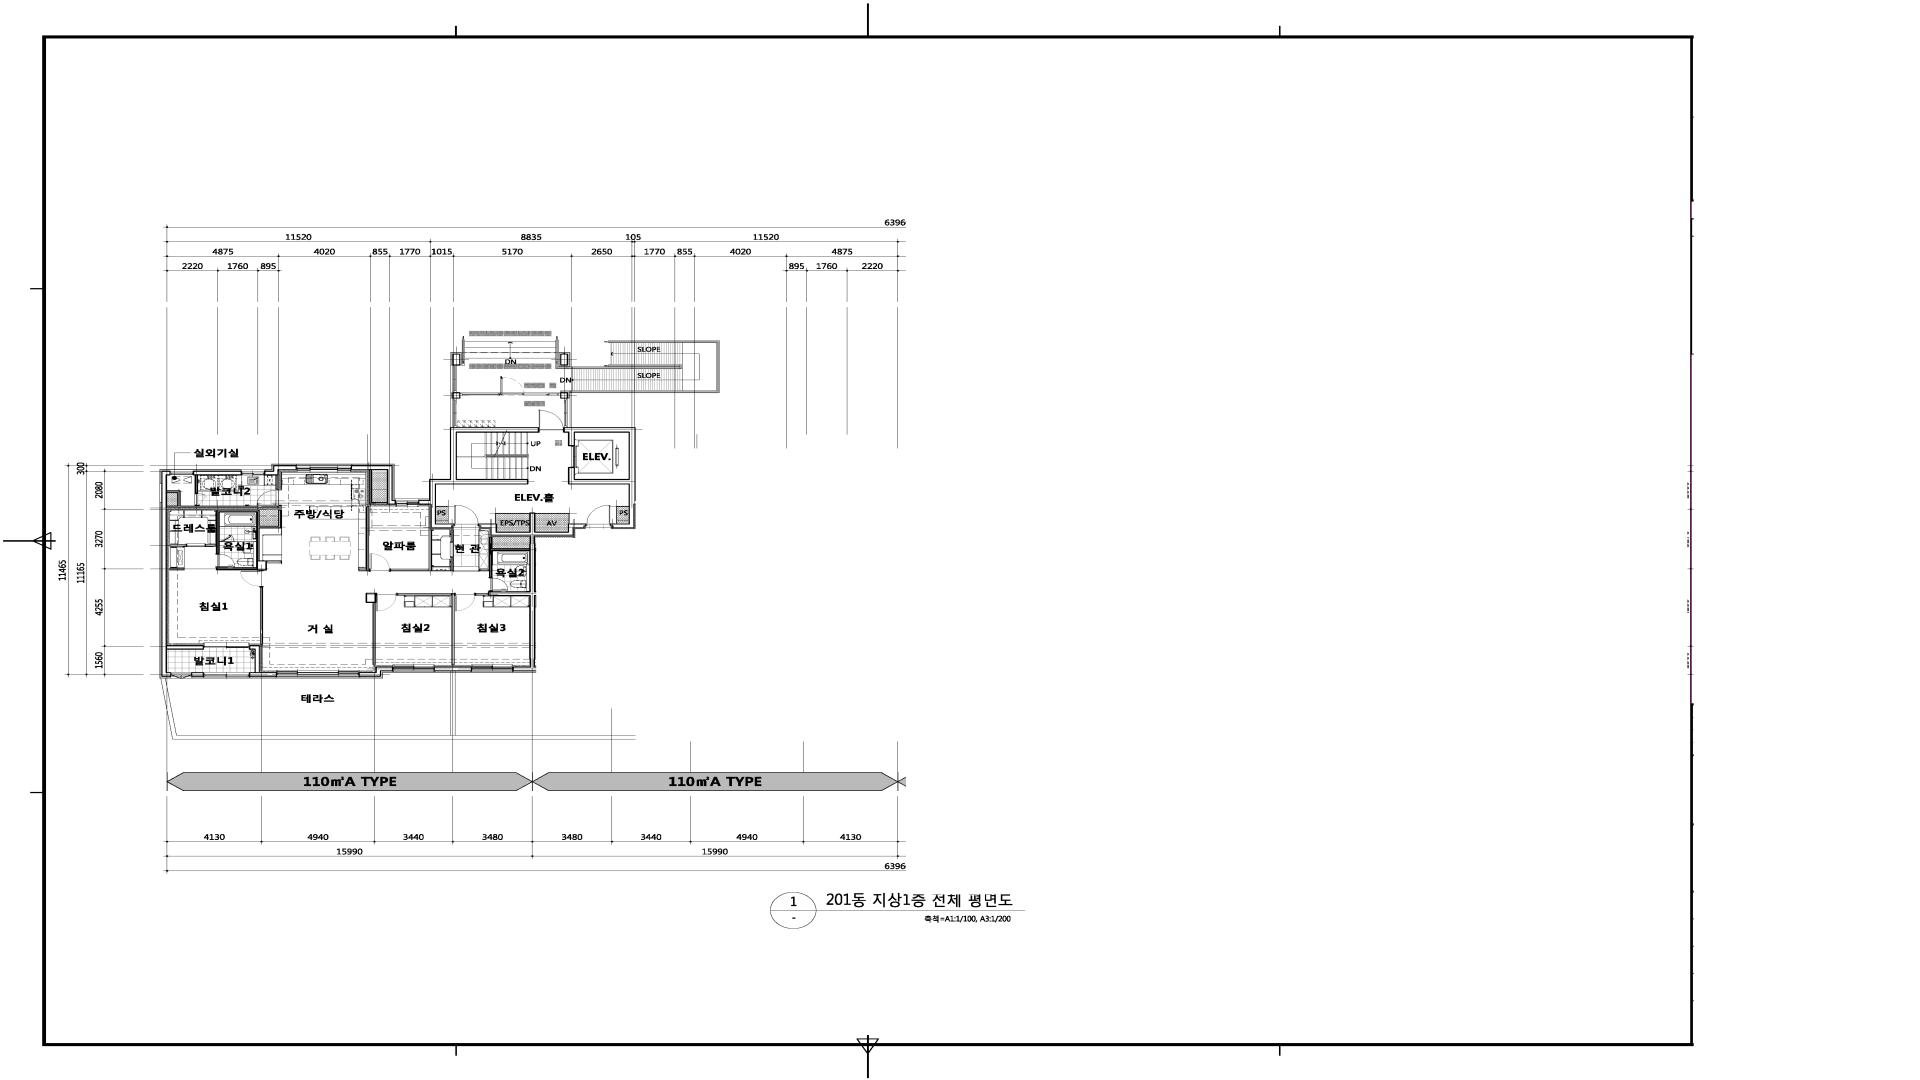 6396
11520 8835 105 11520
4875 4020 855 1770 1015 5170 2650 1770 855 4020 4875
2220 1760 895 895 1760 2220
SLOPE
DN
SLOPE
DN
UP
ELEV.
DN
실외기실
300
발코니2
2080
ELEV.홀
PS PS
주방/식당
EPS/TPS AV
드레스룸
3270
욕실1
알파룸
현 관
11465
11165
욕실2
침실1
4255
거 실
침실2
침실3
1560
발코니1
테라스
110㎡A TYPE 110㎡A TYPE
4130 4940 3440 3480 3480 3440 4940 4130
15990 15990
6396
1
-
201동 지상1층 전체 평면도
축척=A1:1/100, A3:1/200